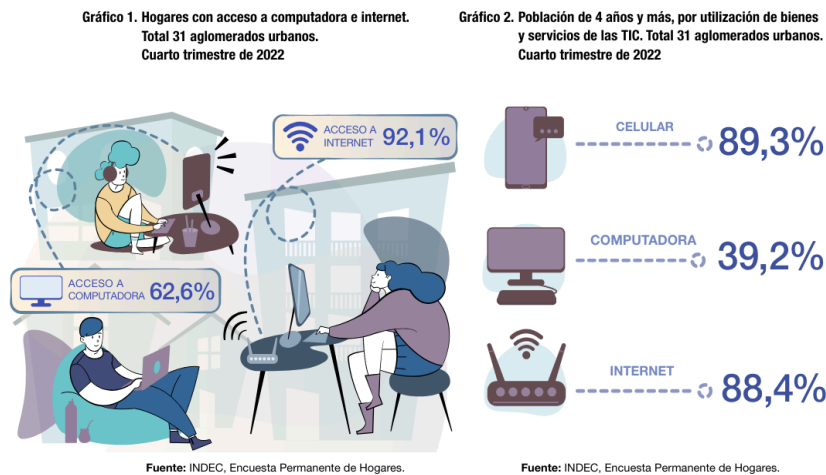 Gráfico 1. Hogares con acceso a computadora e internet.
Total 31 aglomerados urbanos.
Cuarto trimestre de 2022
ACCESO A
INTERNET 92,1%
ACCESO A
COMPUTADORA 62,6%
Fuente: INDEC, Encuesta Permanente de Hogares.
Gráfico 2. Población de 4 años y más, por utilización de bienes
y servicios de las TIC. Total 31 aglomerados urbanos.
Cuarto trimestre de 2022
CELULAR 89,3%
COMPUTADORA 39,2%
INTERNET 88,4%
Fuente: INDEC, Encuesta Permanente de Hogares.